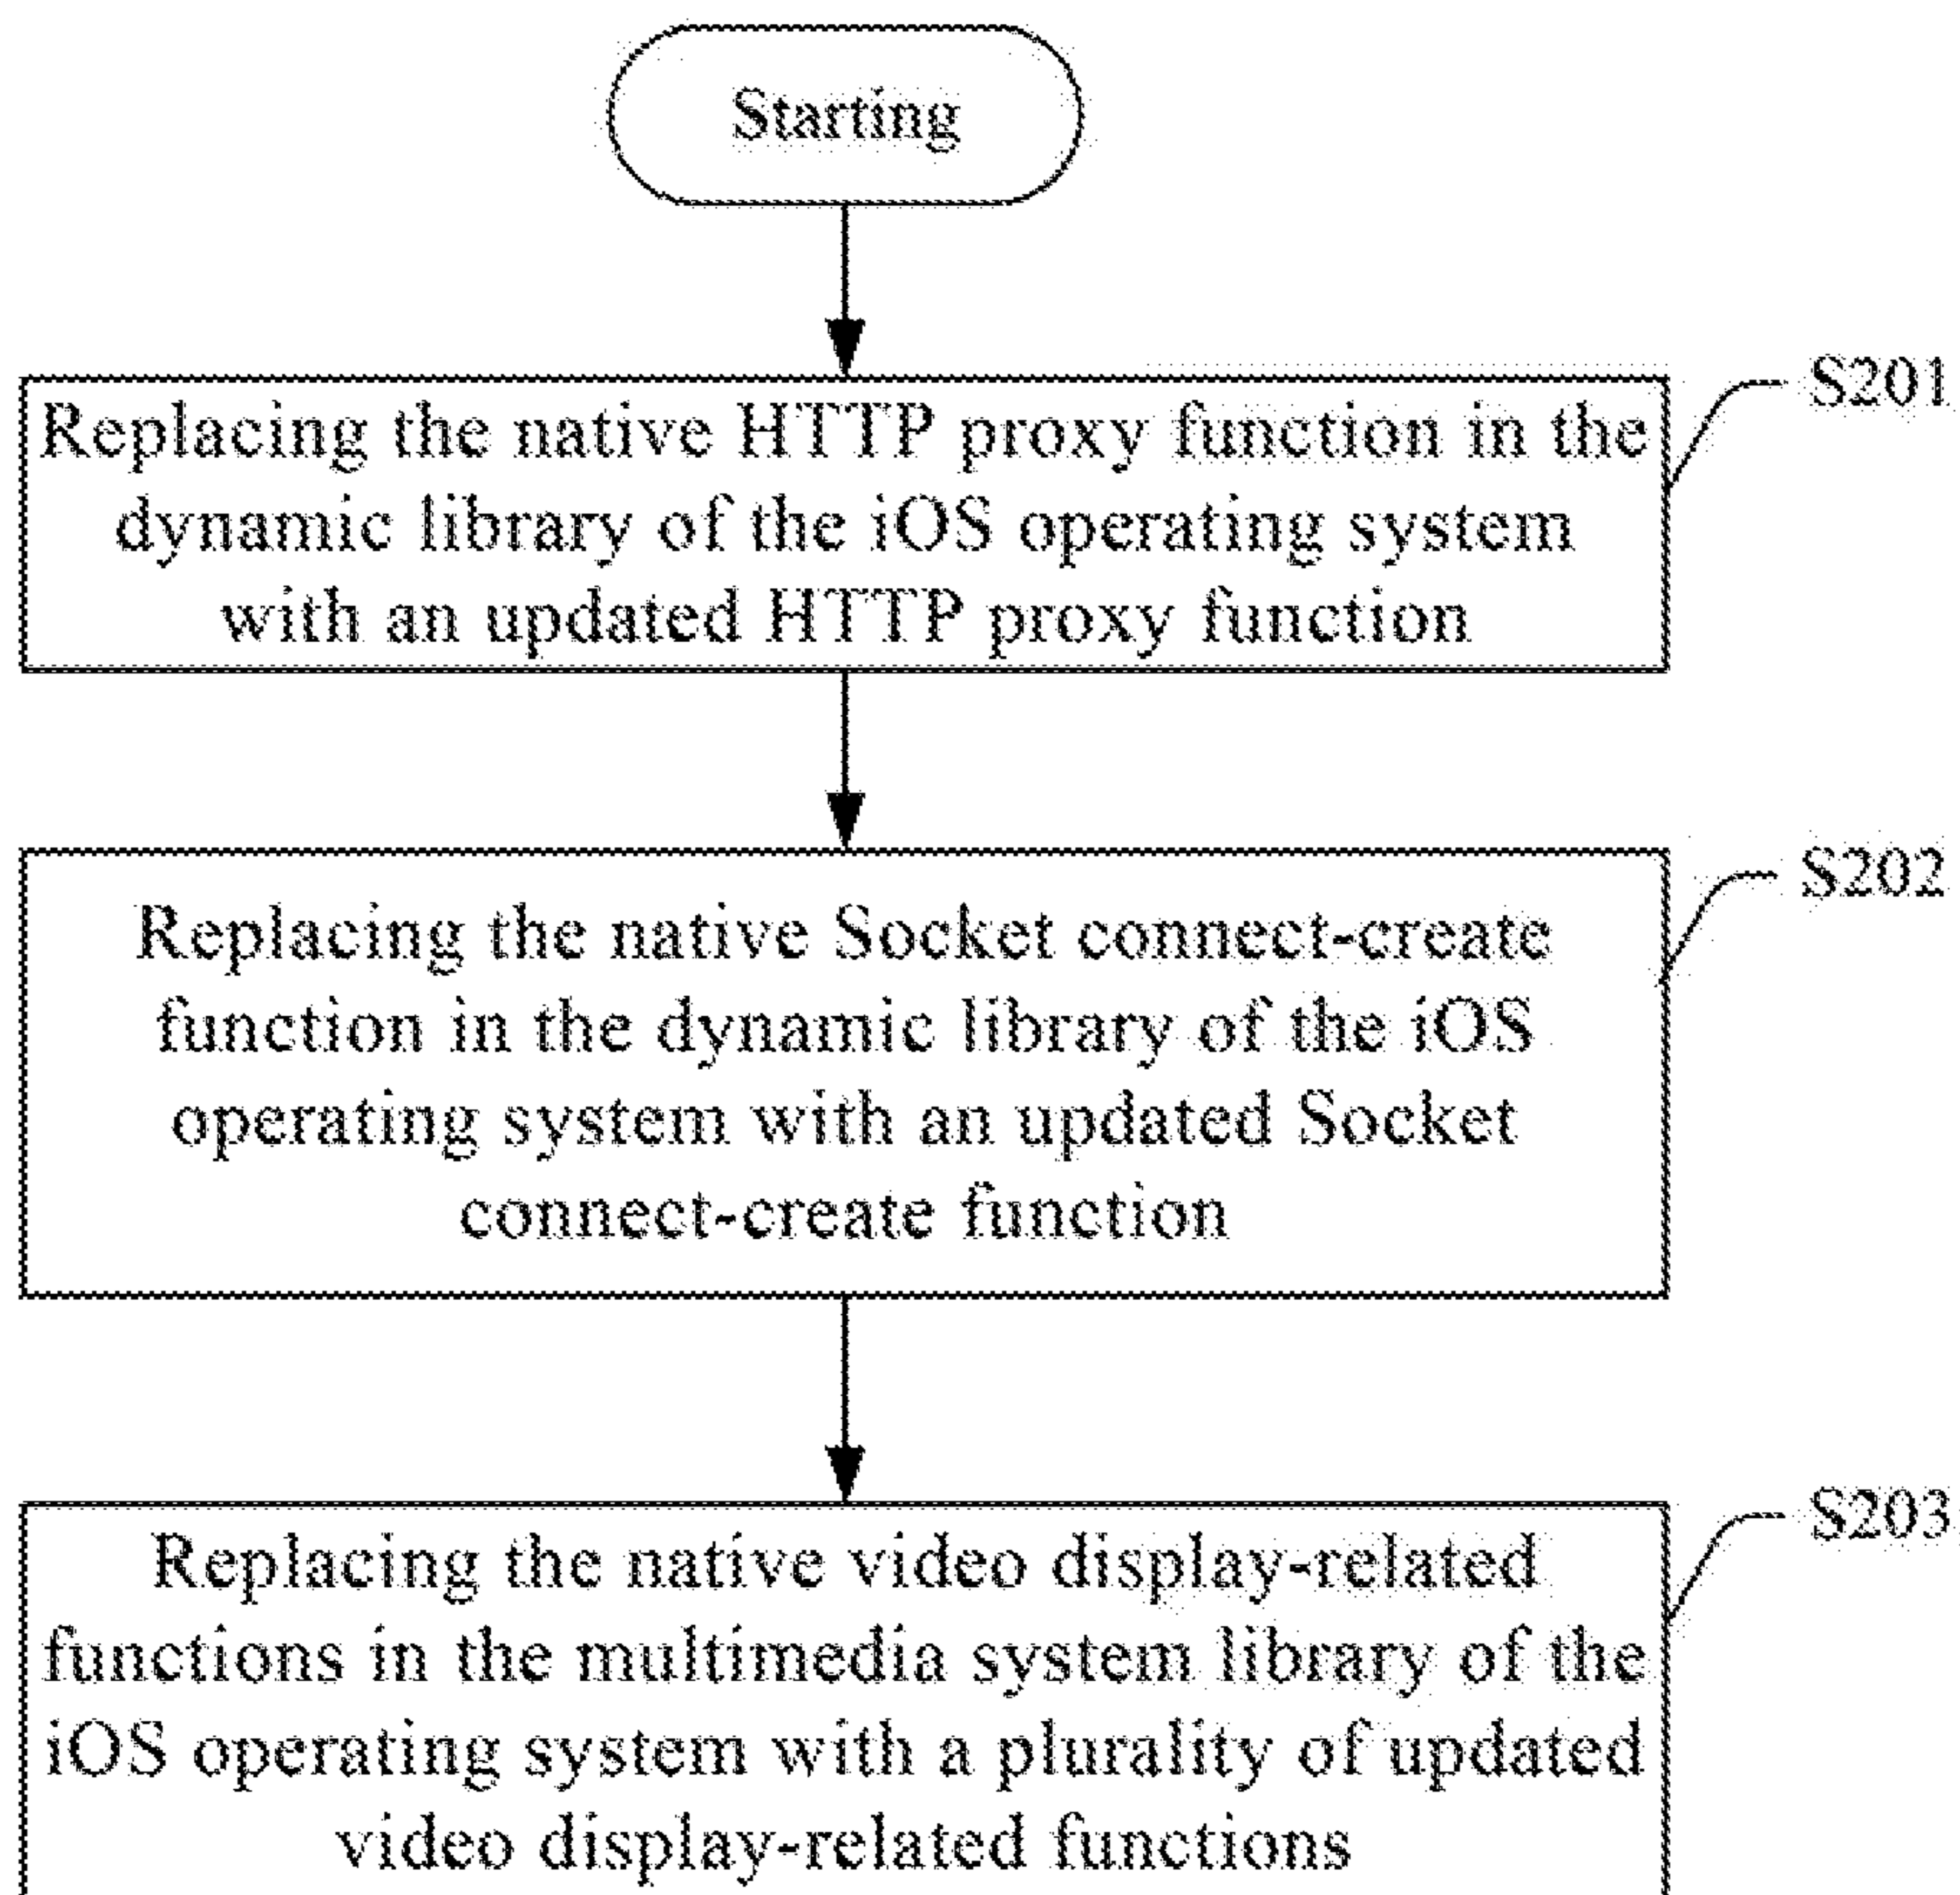 Starting
S201
Replacing the native HTTP proxy function in the
dynamic library of the iOS operating system
with an updated HTTP proxy function
S202
Replacing the native Socket connect-create
function in the dynamic library of the iOS
operating system with an updated Socket
connect-create function
S203
Replacing the native video display-related
functions in the multimedia system library of the
iOS operating system with a plurality of updated
video display-related functions